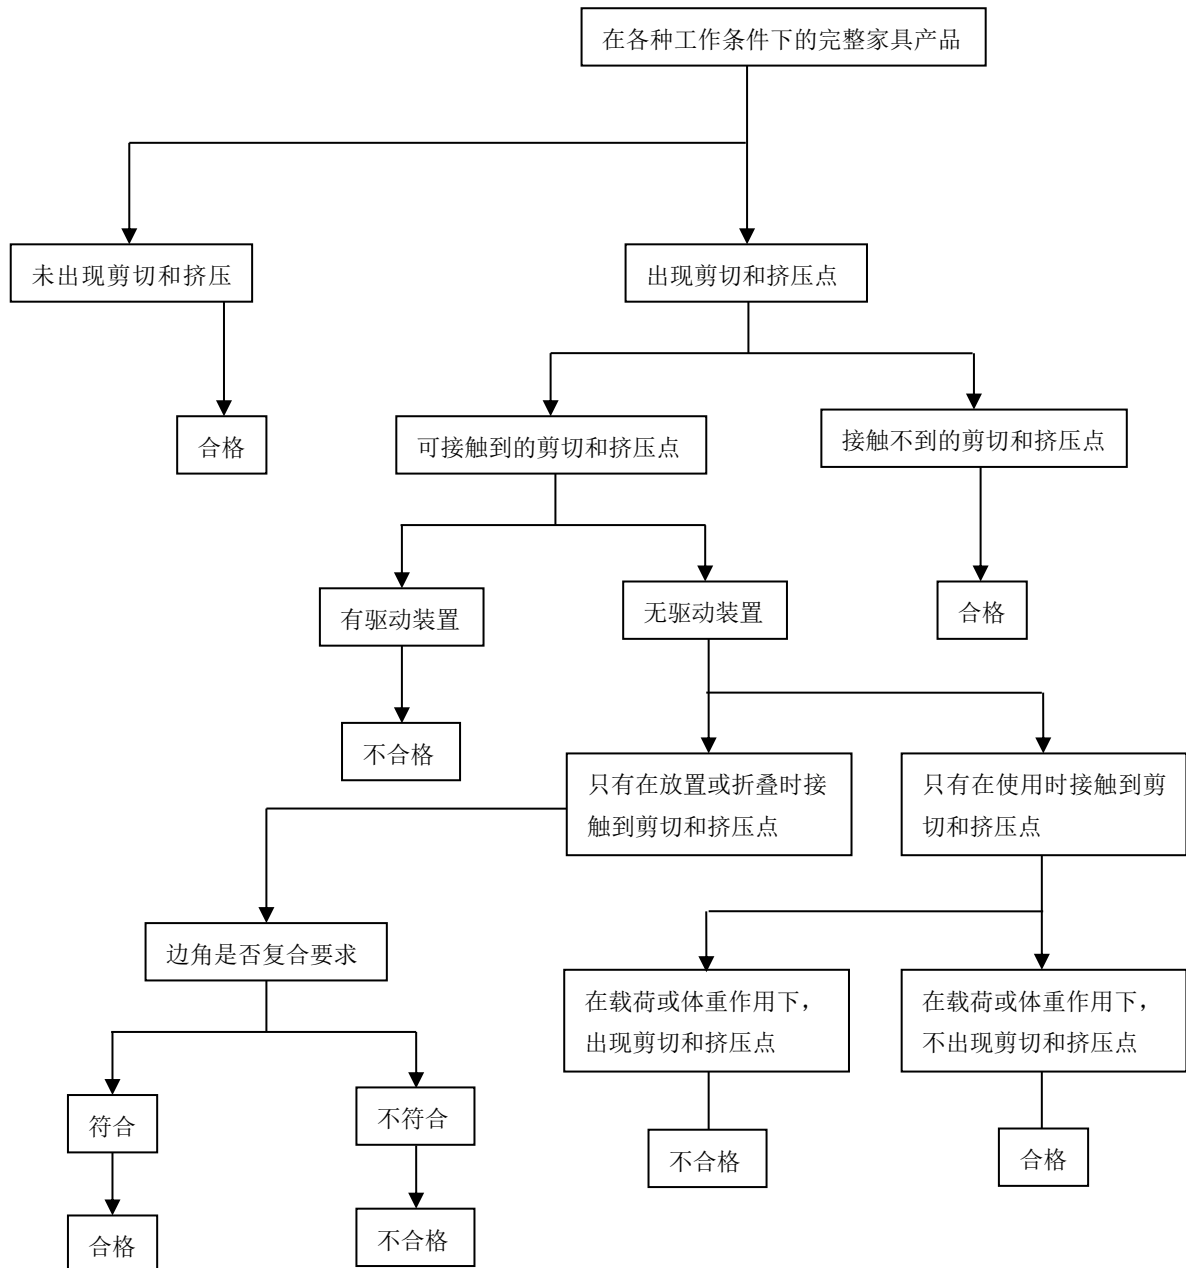 在各种工作条件下的完整家具产品
未出现剪切和挤压
出现剪切和挤压点
合格
可接触到的剪切和挤压点
接触不到的剪切和挤压点
有驱动装置
无驱动装置
合格
不合格
只有在放置或折叠时接
触到剪切和挤压点
只有在使用时接触到剪
切和挤压点
边角是否复合要求
在载荷或体重作用下，
出现剪切和挤压点
在载荷或体重作用下，
不出现剪切和挤压点
符合
不符合
不合格
合格
合格
不合格